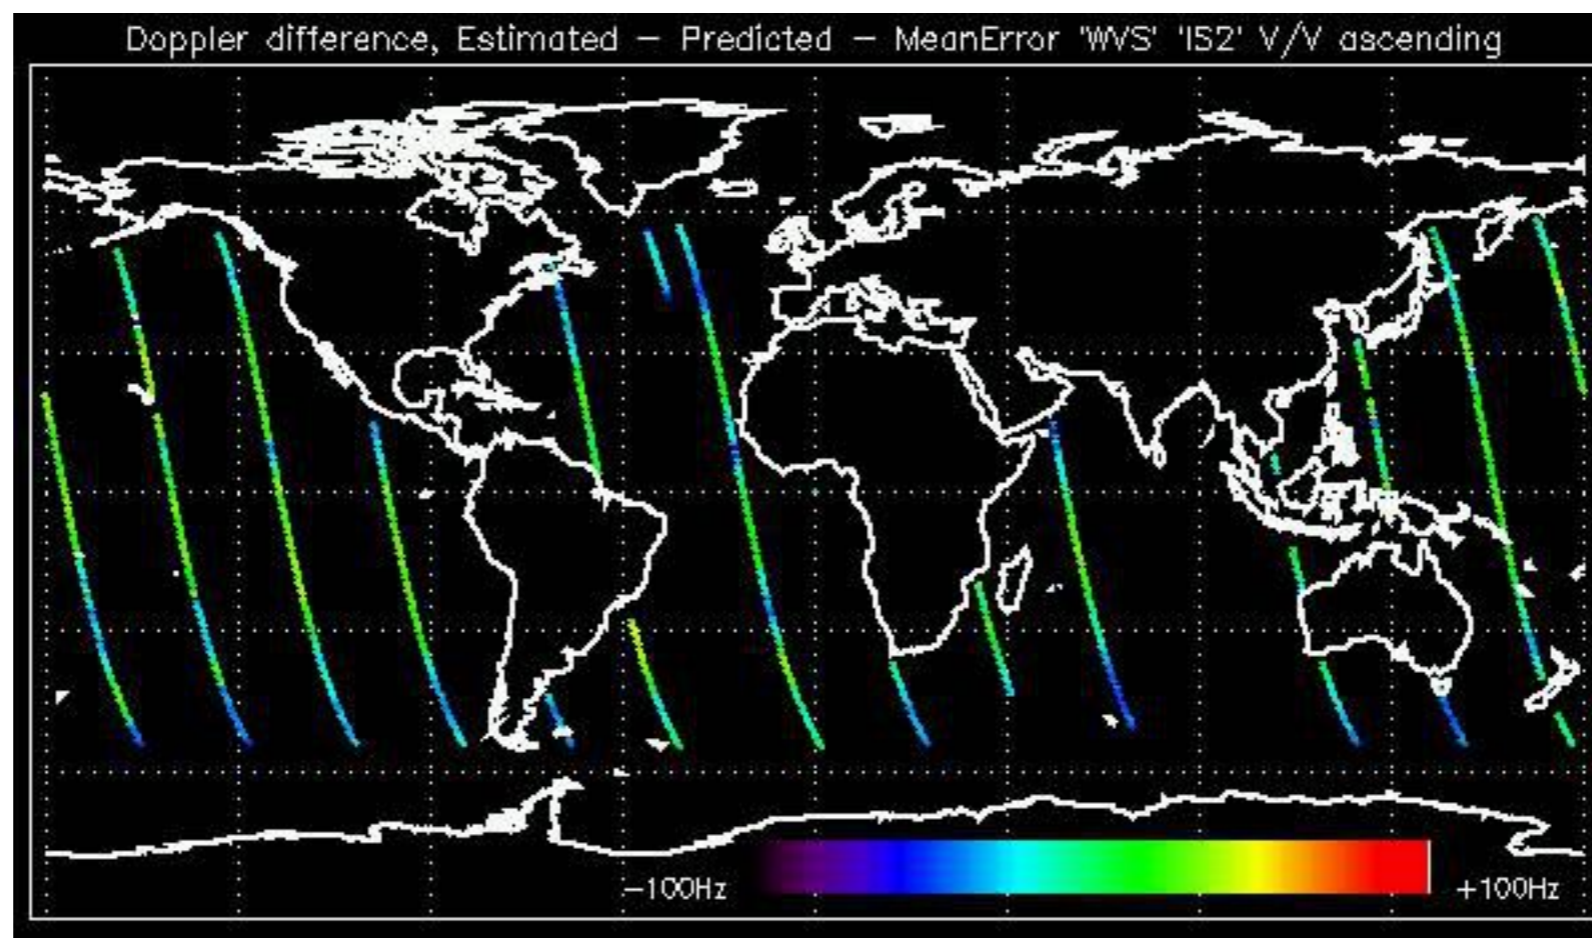 Doppler difference, Estimated – Predicted – MeanError 'WVS' 'IS2' V/V ascending
–100Hz +100Hz